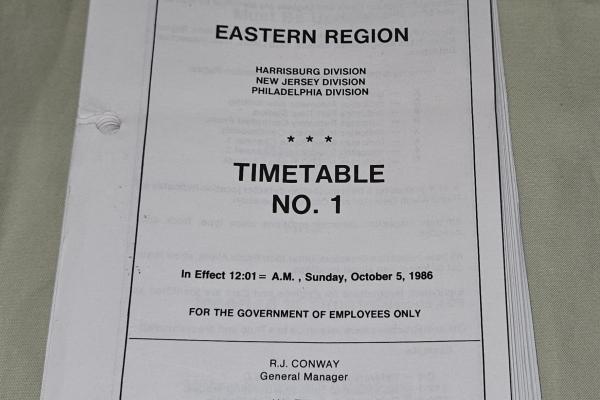 EASTERN REGION
HARRISBURG DIVISION
NEW JERSEY DIVISION
PHILADELPHIA DIVISION
* * *
TIMETABLE
NO. 1
In Effect 12:01= A.M. , Sunday, October 5, 1986
FOR THE GOVERNMENT OF EMPLOYEES ONLY
R.J. CONWAY
General Manager